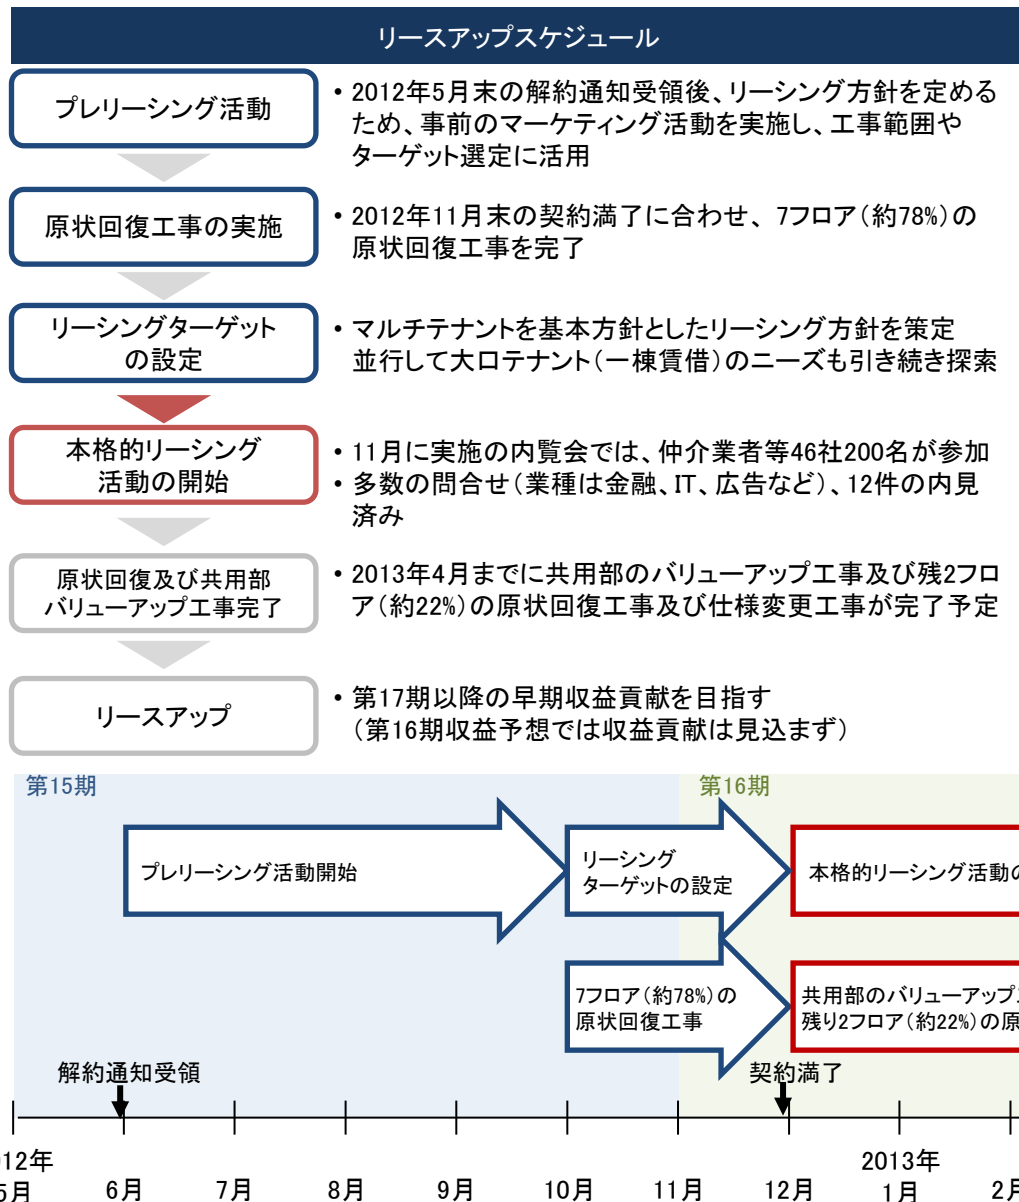 リースアップスケジュール
プレリーシング活動
・2012年5月末の解約通知受領後、リーシング方針を定める
ため、事前のマーケティング活動を実施し、工事範囲や
ターゲット選定に活用
原状回復工事の実施
・2012年11月末の契約満了に合わせ、 7フロア(約78%)の
原状回復工事を完了
リーシングターゲット
の設定
・マルチテナントを基本方針としたリーシング方針を策定
並行して大口テナント(一棟賃借)のニーズも引き続き探索
本格的リーシング
活動の開始
・11月に実施の内覧会では、仲介業者等46社200名が参加
・多数の問合せ(業種は金融、IT、広告など)、12件の内見
済み
原状回復及び共用部
バリューアップ工事完了
・2013年4月までに共用部のバリューアップ工事及び残2フロ
ア(約22%)の原状回復工事及び仕様変更工事が完了予定
リースアップ
・第17期以降の早期収益貢献を目指す
(第16期収益予想では収益貢献は見込まず)
第15期
第16期
プレリーシング活動開始
リーシング
ターゲットの設定
本格的リーシング活動の
7フロア(約78%)の
原状回復工事
共用部のバリューアップ
残り2フロア(約22%)の原
解約通知受領
契約満了
12年
2013年
5月
6月
7月
8月
9月
10月
11月
12月
1月
2月